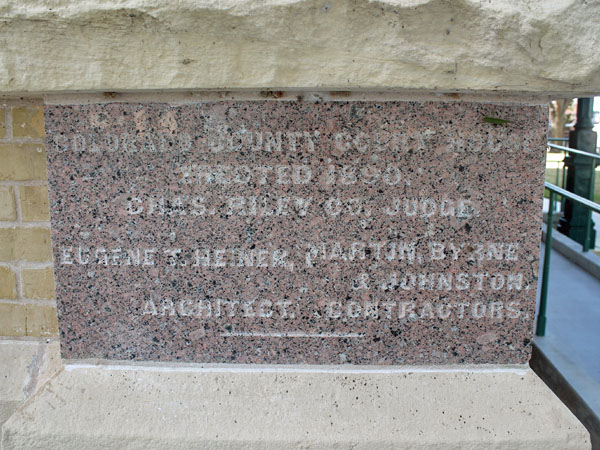 COLORADO COUNTY COURT HOUSE
ERECTED 1890.
CHAS. RILEY CO. JUDGE
EUGENE T. HEINER, MARTIN, BYRNE
& JOHNSTON,
ARCHITECT. CONTRACTORS.